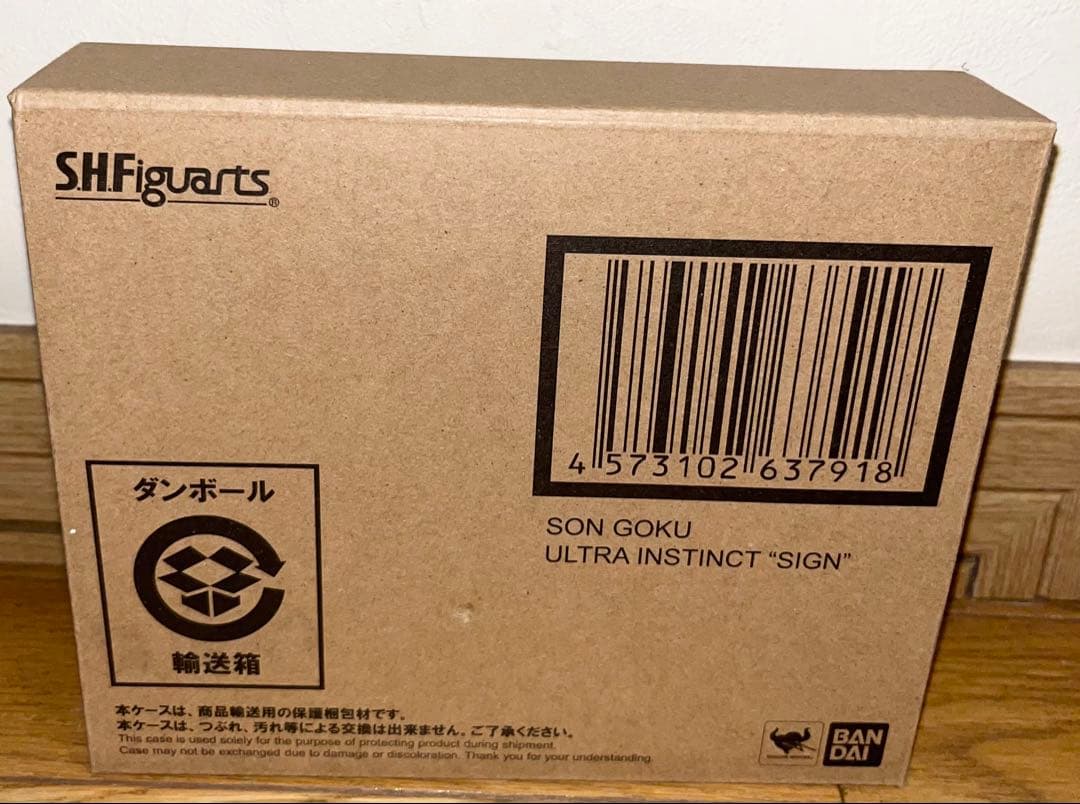 S.H.Figuarts®
4 573102 637918
SON GOKU
ULTRA INSTINCT “SIGN”
ダンボール
輸送箱
本ケースは、商品輸送用の保護梱包材です。
本ケースは、つぶれ、汚れ等による交換は出来ません。ご了承ください。
This case is used solely for the purpose of protecting product during shipment.
Case may not be exchanged due to damage or discoloration. Thank you for your understanding.
BAN
DAI